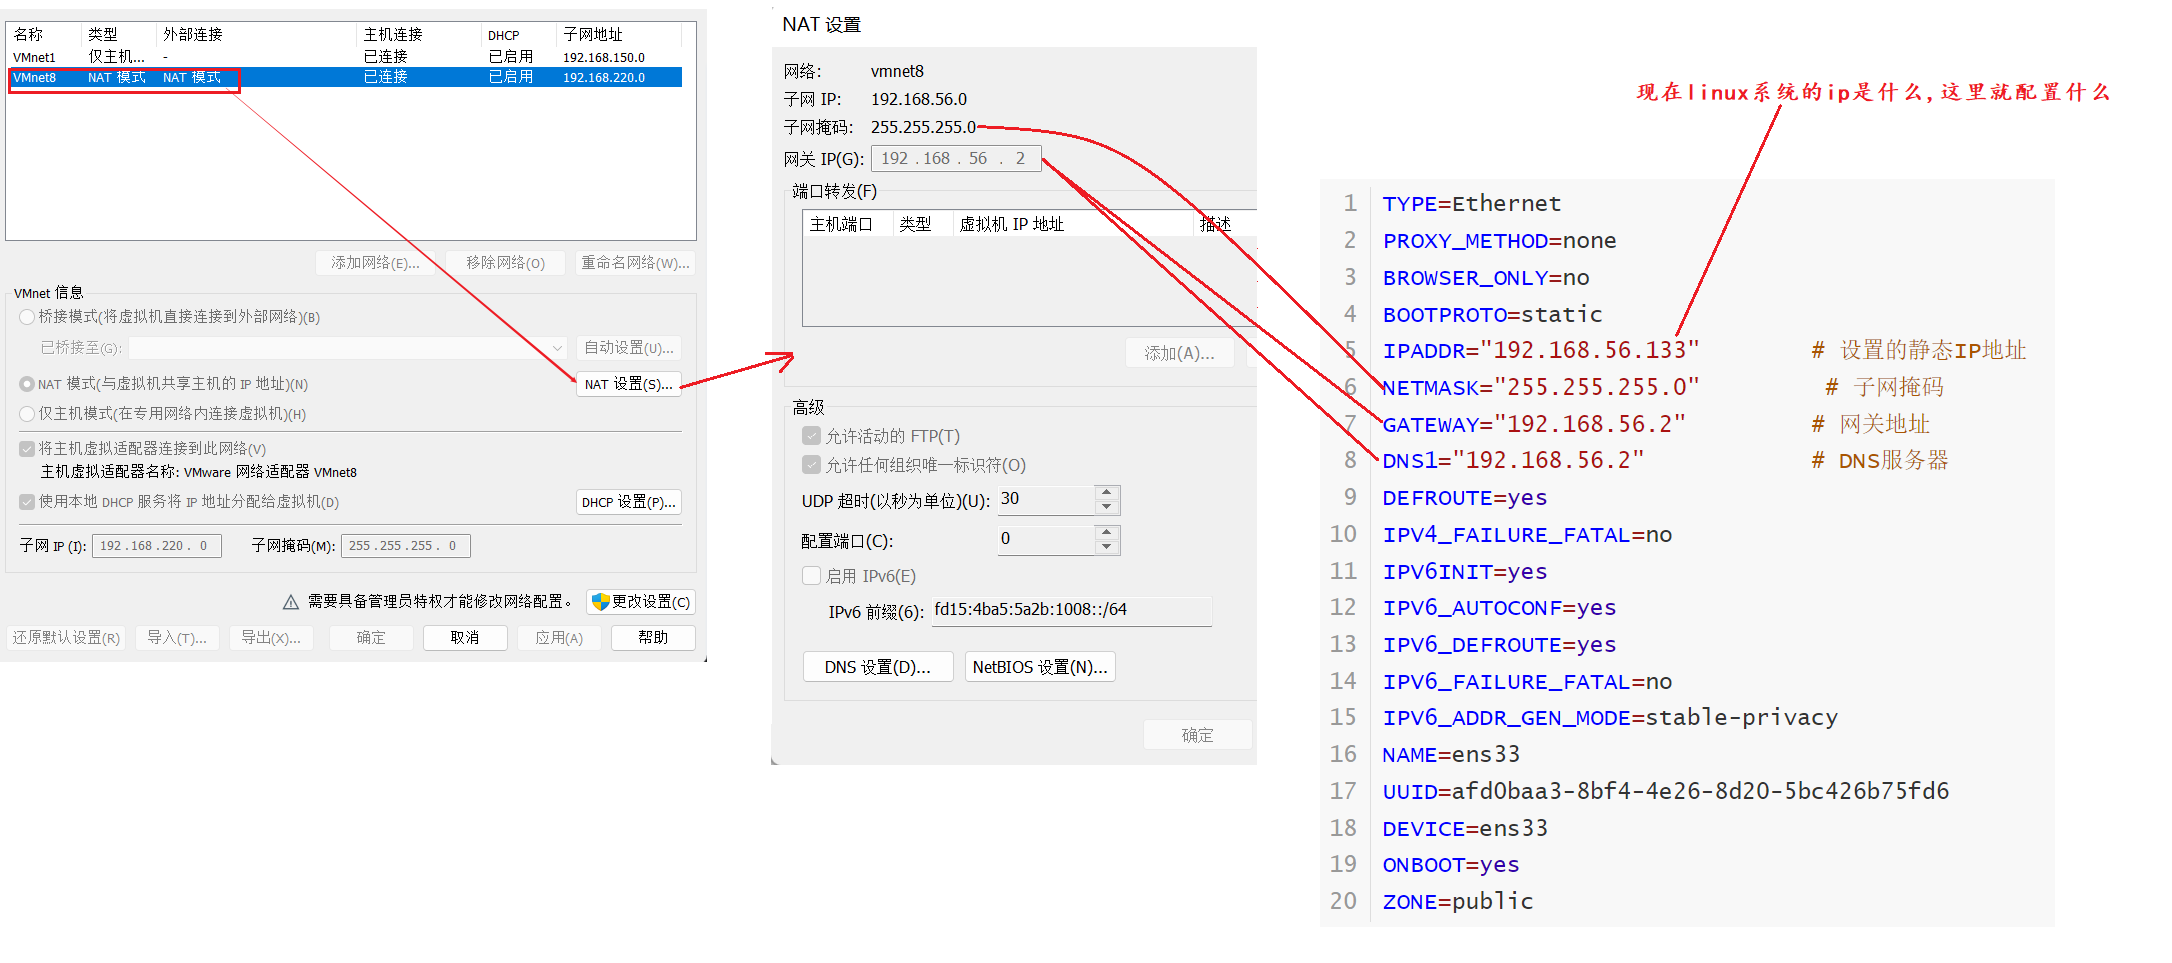 名称 类型 外部连接 主机连接 DHCP 子网地址
VMnet1 仅主机... - 已连接 已启用 192.168.150.0
VMnet8 NAT 模式 NAT 模式 已连接 已启用 192.168.220.0
添加网络(E)... 移除网络(O) 重命名网络(W)...
VMnet 信息
桥接模式(将虚拟机直接连接到外部网络)(B)
已桥接至(G): 自动设置(U)...
NAT 模式(与虚拟机共享主机的 IP 地址)(N) NAT 设置(S)...
仅主机模式(在专用网络内连接虚拟机)(H)
将主机虚拟适配器连接到此网络(V)
主机虚拟适配器名称: VMware 网络适配器 VMnet8
使用本地 DHCP 服务将 IP 地址分配给虚拟机(D) DHCP 设置(P)...
子网 IP (I): 192 . 168 . 220 . 0 子网掩码(M): 255 . 255 . 255 . 0
需要具备管理员特权才能修改网络配置。 更改设置(C)
还原默认设置(R) 导入(T)... 导出(X)... 确定 取消 应用(A) 帮助
NAT 设置
网络: vmnet8
子网 IP: 192.168.56.0
子网掩码: 255.255.255.0
网关 IP(G): 192 . 168 . 56 . 2
端口转发(F)
主机端口 类型 虚拟机 IP 地址 描述
添加(A)...
高级
允许活动的 FTP(T)
允许任何组织唯一标识符(O)
UDP 超时(以秒为单位)(U): 30
配置端口(C): 0
启用 IPv6(E)
IPv6 前缀(6): fd15:4ba5:5a2b:1008::/64
DNS 设置(D)... NetBIOS 设置(N)...
确定
现在linux系统的ip是什么,这里就配置什么
1 TYPE=Ethernet
2 PROXY_METHOD=none
3 BROWSER_ONLY=no
4 BOOTPROTO=static
5 IPADDR="192.168.56.133" # 设置的静态IP地址
6 NETMASK="255.255.255.0" # 子网掩码
7 GATEWAY="192.168.56.2" # 网关地址
8 DNS1="192.168.56.2" # DNS服务器
9 DEFROUTE=yes
10 IPV4_FAILURE_FATAL=no
11 IPV6INIT=yes
12 IPV6_AUTOCONF=yes
13 IPV6_DEFROUTE=yes
14 IPV6_FAILURE_FATAL=no
15 IPV6_ADDR_GEN_MODE=stable-privacy
16 NAME=ens33
17 UUID=afd0baa3-8bf4-4e26-8d20-5bc426b75fd6
18 DEVICE=ens33
19 ONBOOT=yes
20 ZONE=public